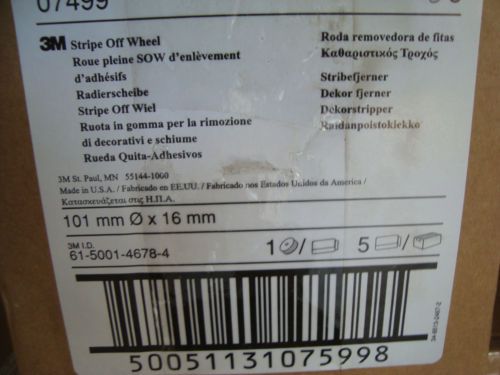 07499
3M Stripe Off Wheel
Roue pleine SOW d'enlèvement
d'adhésifs
Radierscheibe
Stripe Off Wiel
Ruota in gomma per la rimozione
di decorativi e schiume
Rueda Quita-Adhesivos
Roda removedora de fitas
Καθαριστικός Τροχός
Stribefjerner
Dekor fjerner
Dekorstripper
Raidanpoistokiekko
3M St. Paul, MN 55144-1000
Made in U.S.A. / Fabricado en EE.UU. / Fabricado nos Estados Unidos da America /
Κατασκευάζεται στις Η.Π.Α.
101 mm Ø x 16 mm
3M I.D.
61-5001-4678-4
1 / 5 /
50051131075998